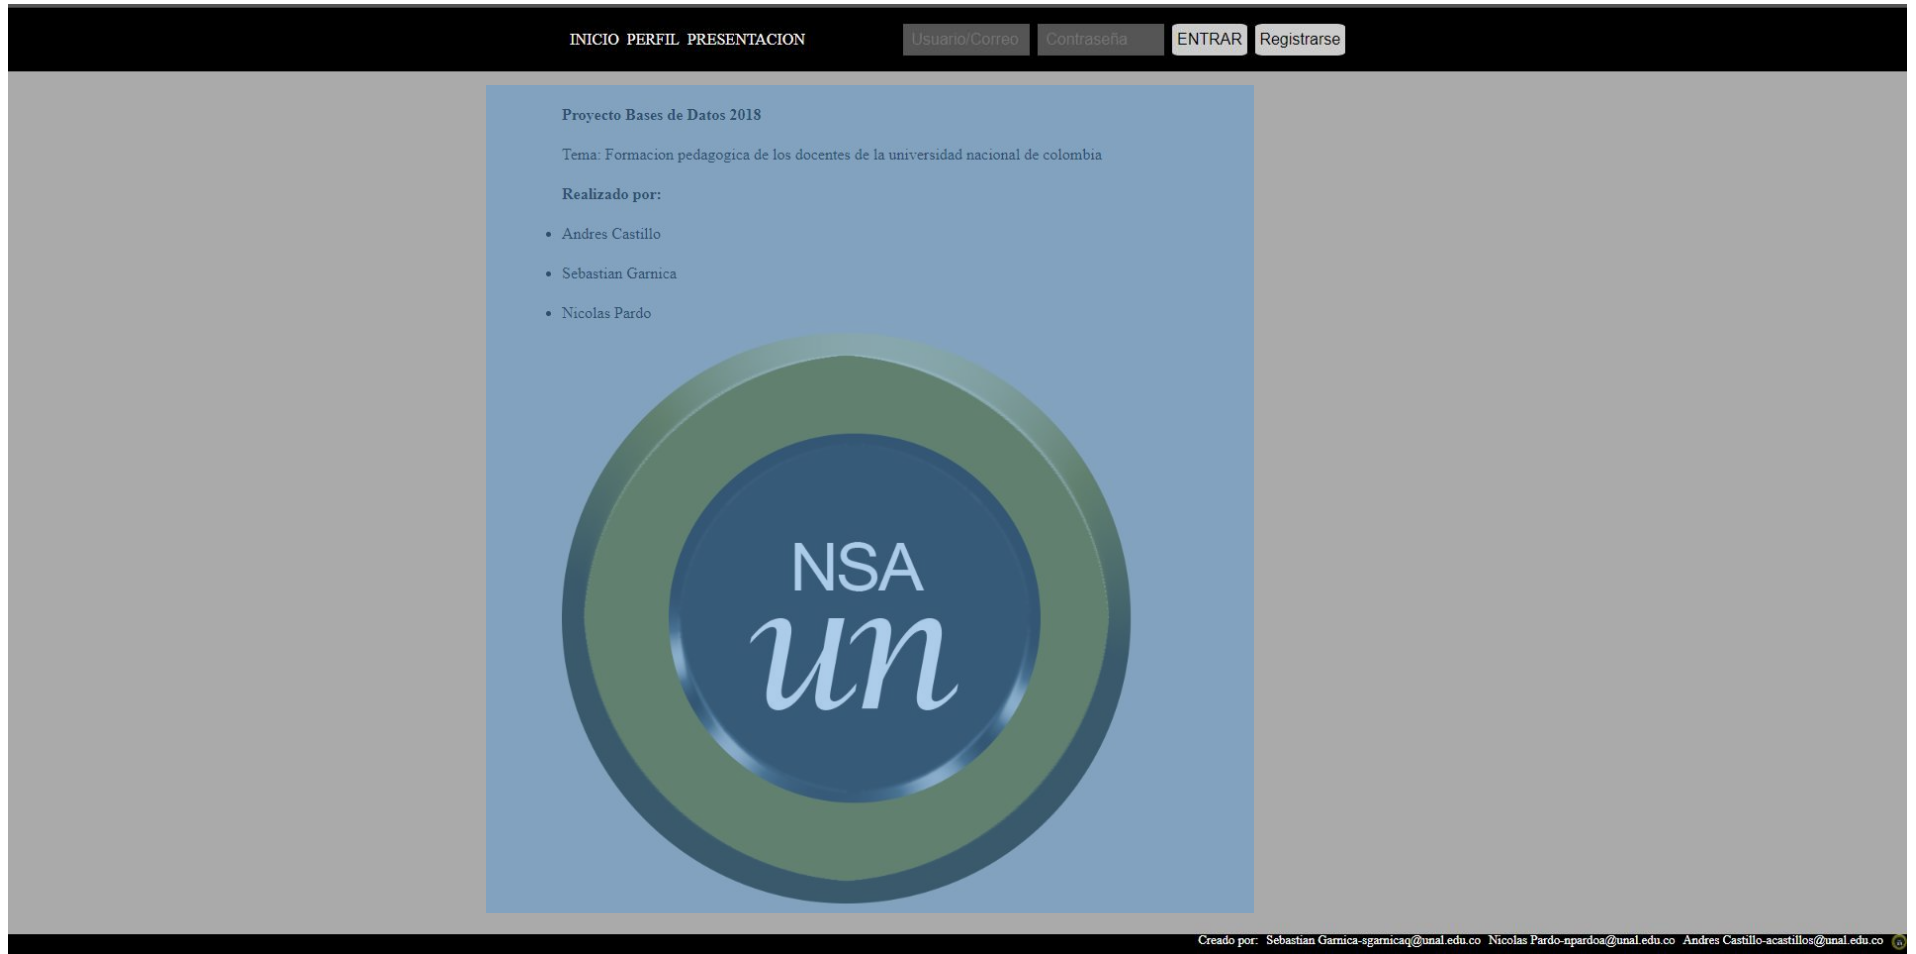 INICIO PERFIL PRESENTACION Usuario/Correo Contraseña ENTRAR Registrarse
Proyecto Bases de Datos 2018
Tema: Formacion pedagogica de los docentes de la universidad nacional de colombia
Realizado por:
• Andres Castillo
• Sebastian Garnica
• Nicolas Pardo
NSA
un
Creado por: Sebastian Garnica-sgarnicaq@unal.edu.co Nicolas Pardo-npardoa@unal.edu.co Andres Castillo-acastillos@unal.edu.co